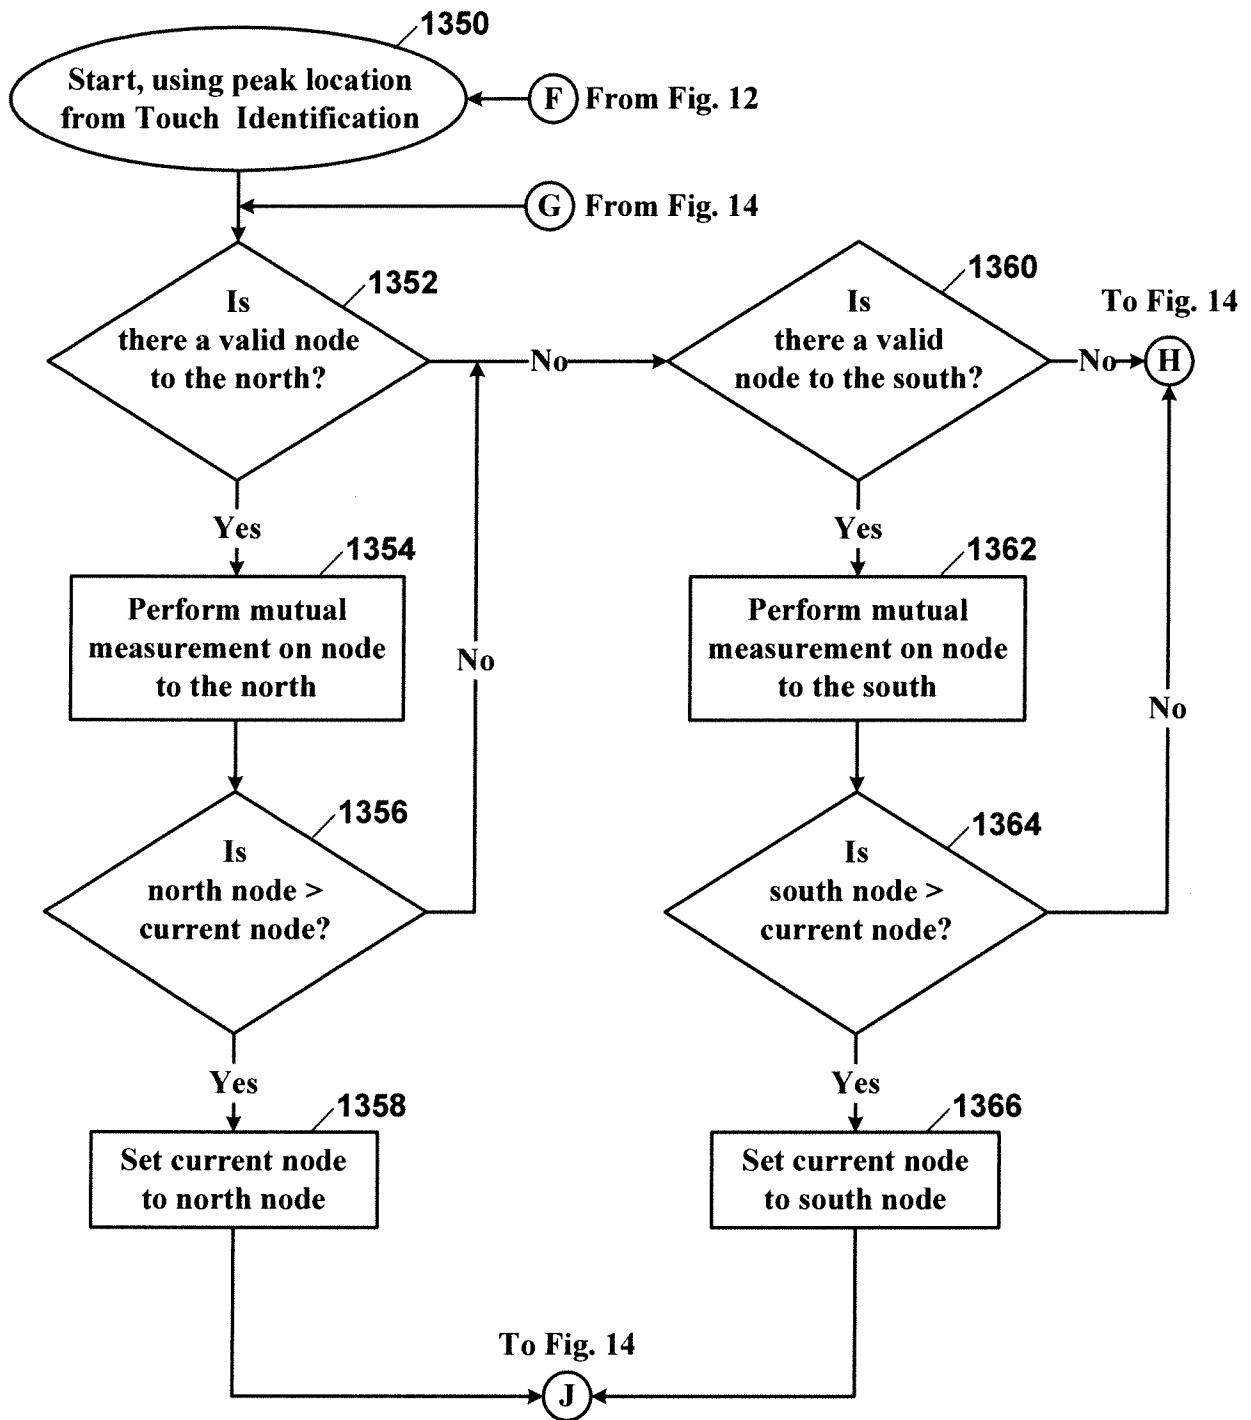 1350
Start, using peak location
from Touch Identification
F From Fig. 12
G From Fig. 14
1352
Is
there a valid node
to the north?
No
1360
Is
there a valid
node to the south?
No
To Fig. 14
H
Yes
1354
Perform mutual
measurement on node
to the north
No
Yes
1362
Perform mutual
measurement on node
to the south
No
1356
Is
north node >
current node?
1364
Is
south node >
current node?
Yes
1358
Set current node
to north node
Yes
1366
Set current node
to south node
To Fig. 14
J